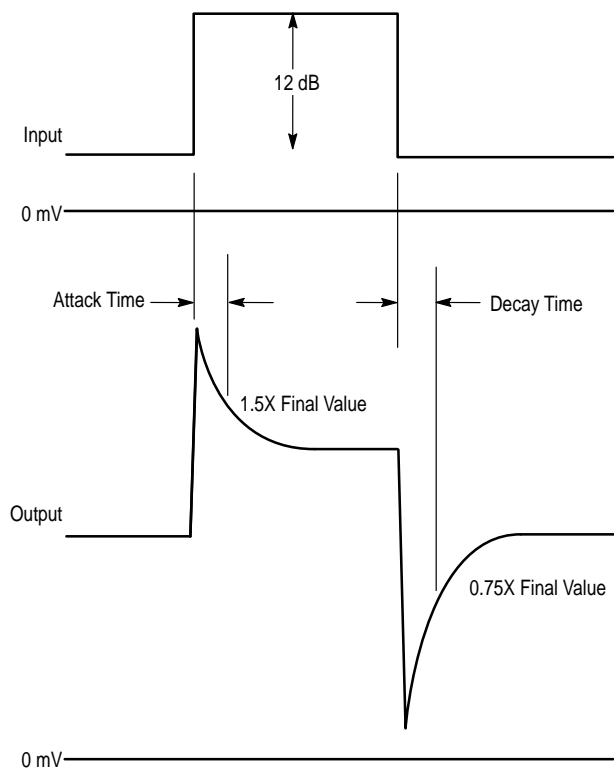 12 dB
Input
0 mV
Attack Time
Decay Time
1.5X Final Value
Output
0.75X Final Value
0 mV